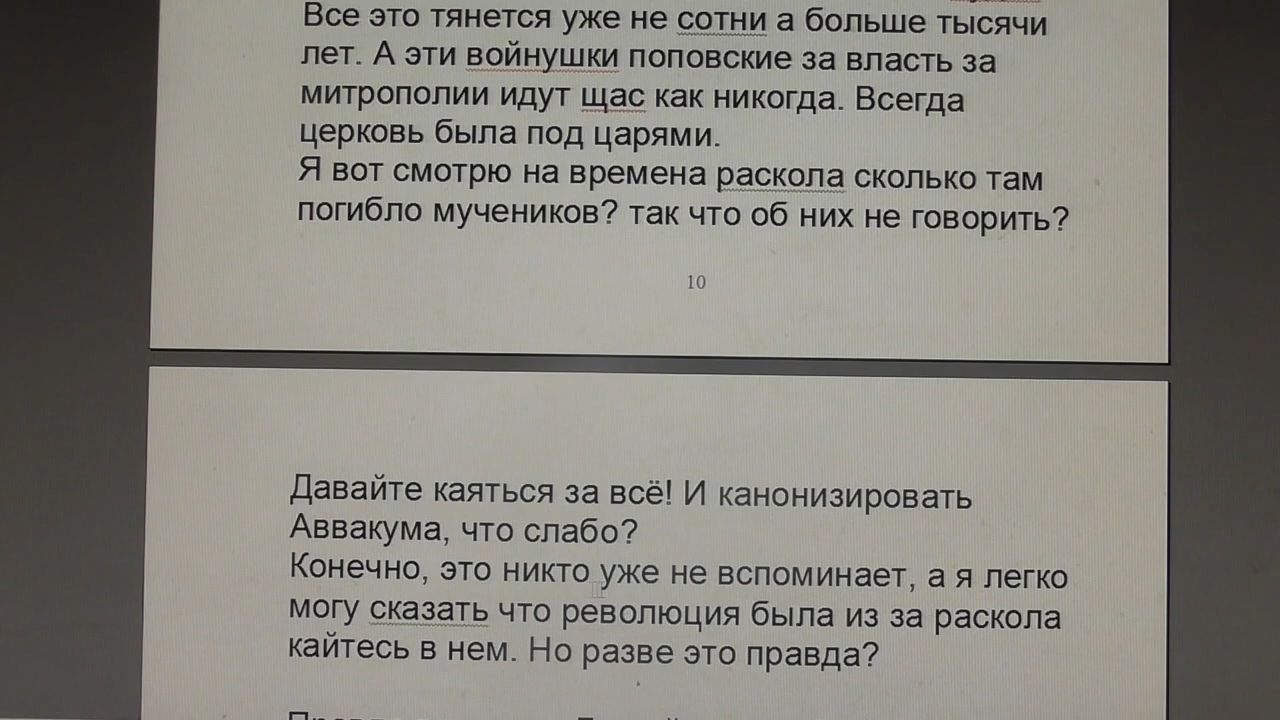 Все это тянется уже не сотни а больше тысячи
лет. А эти войнушки поповские за власть за
митрополии идут щас как никогда. Всегда
церковь была под царями.
Я вот смотрю на времена раскола сколько там
погибло мучеников? так что об них не говорить?
10
Давайте каяться за всё! И канонизировать
Аввакума, что слабо?
Конечно, это никто уже не вспоминает, а я легко
могу сказать что революция была из за раскола
кайтесь в нем. Но разве это правда?